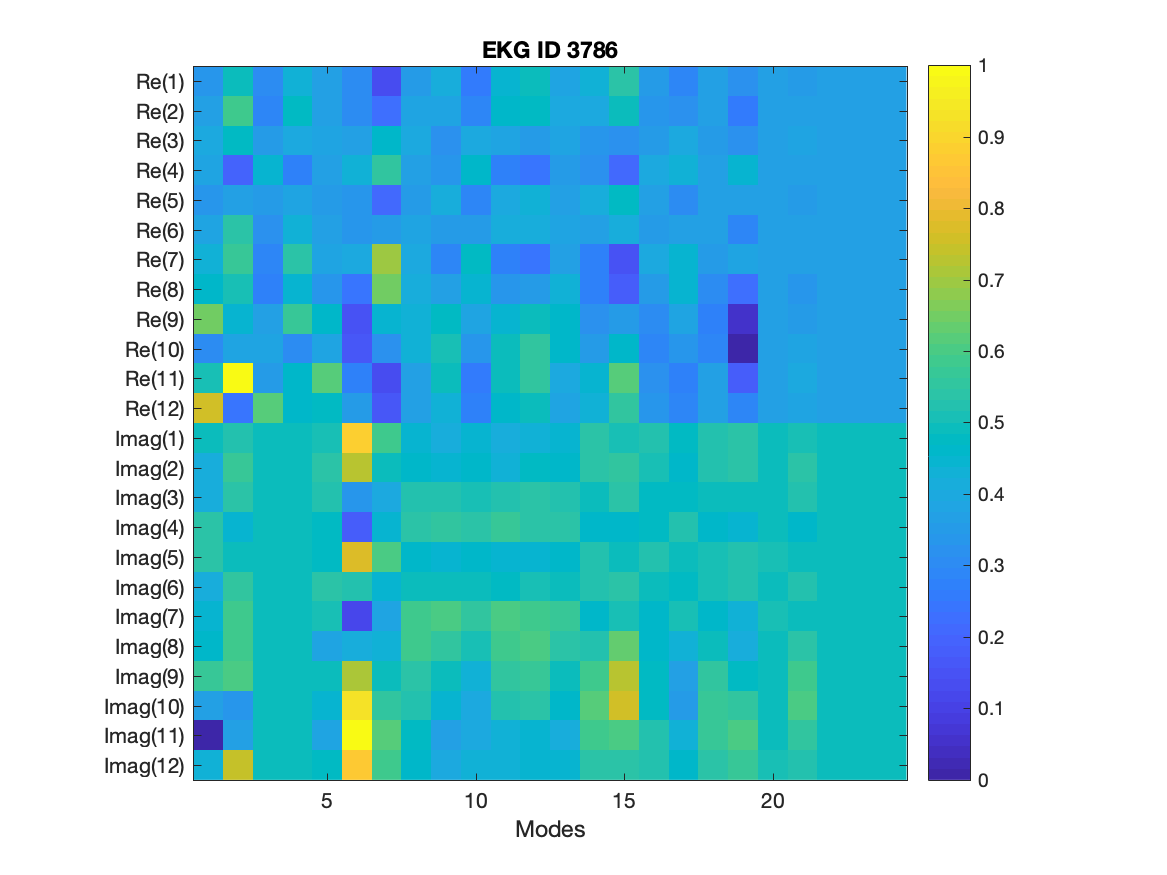 EKG ID 3786
Re(1)
Re(2)
Re(3)
Re(4)
Re(5)
Re(6)
Re(7)
Re(8)
Re(9)
Re(10)
Re(11)
Re(12)
Imag(1)
Imag(2)
Imag(3)
Imag(4)
Imag(5)
Imag(6)
Imag(7)
Imag(8)
Imag(9)
Imag(10)
Imag(11)
Imag(12)
5 10 15 20
Modes
1
0.9
0.8
0.7
0.6
0.5
0.4
0.3
0.2
0.1
0